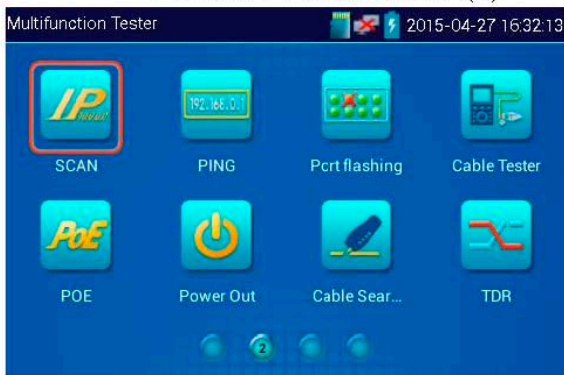 Multifunction Tester 2015-04-27 16:32:13
IP
192.168.0.1
SCAN PING Port flashing Cable Tester
PoE
POE Power Out Cable Sear... TDR
2